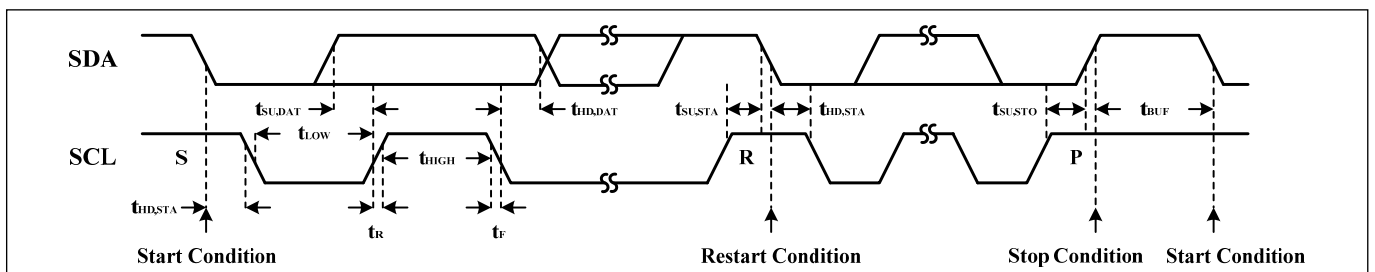 SDA
tSU,DAT tHD,DAT tSU,STA tHD,STA tSU,STO tBUF
tLOW
SCL S tHIGH R P
tHD,STA
tR tF
Start Condition Restart Condition Stop Condition Start Condition